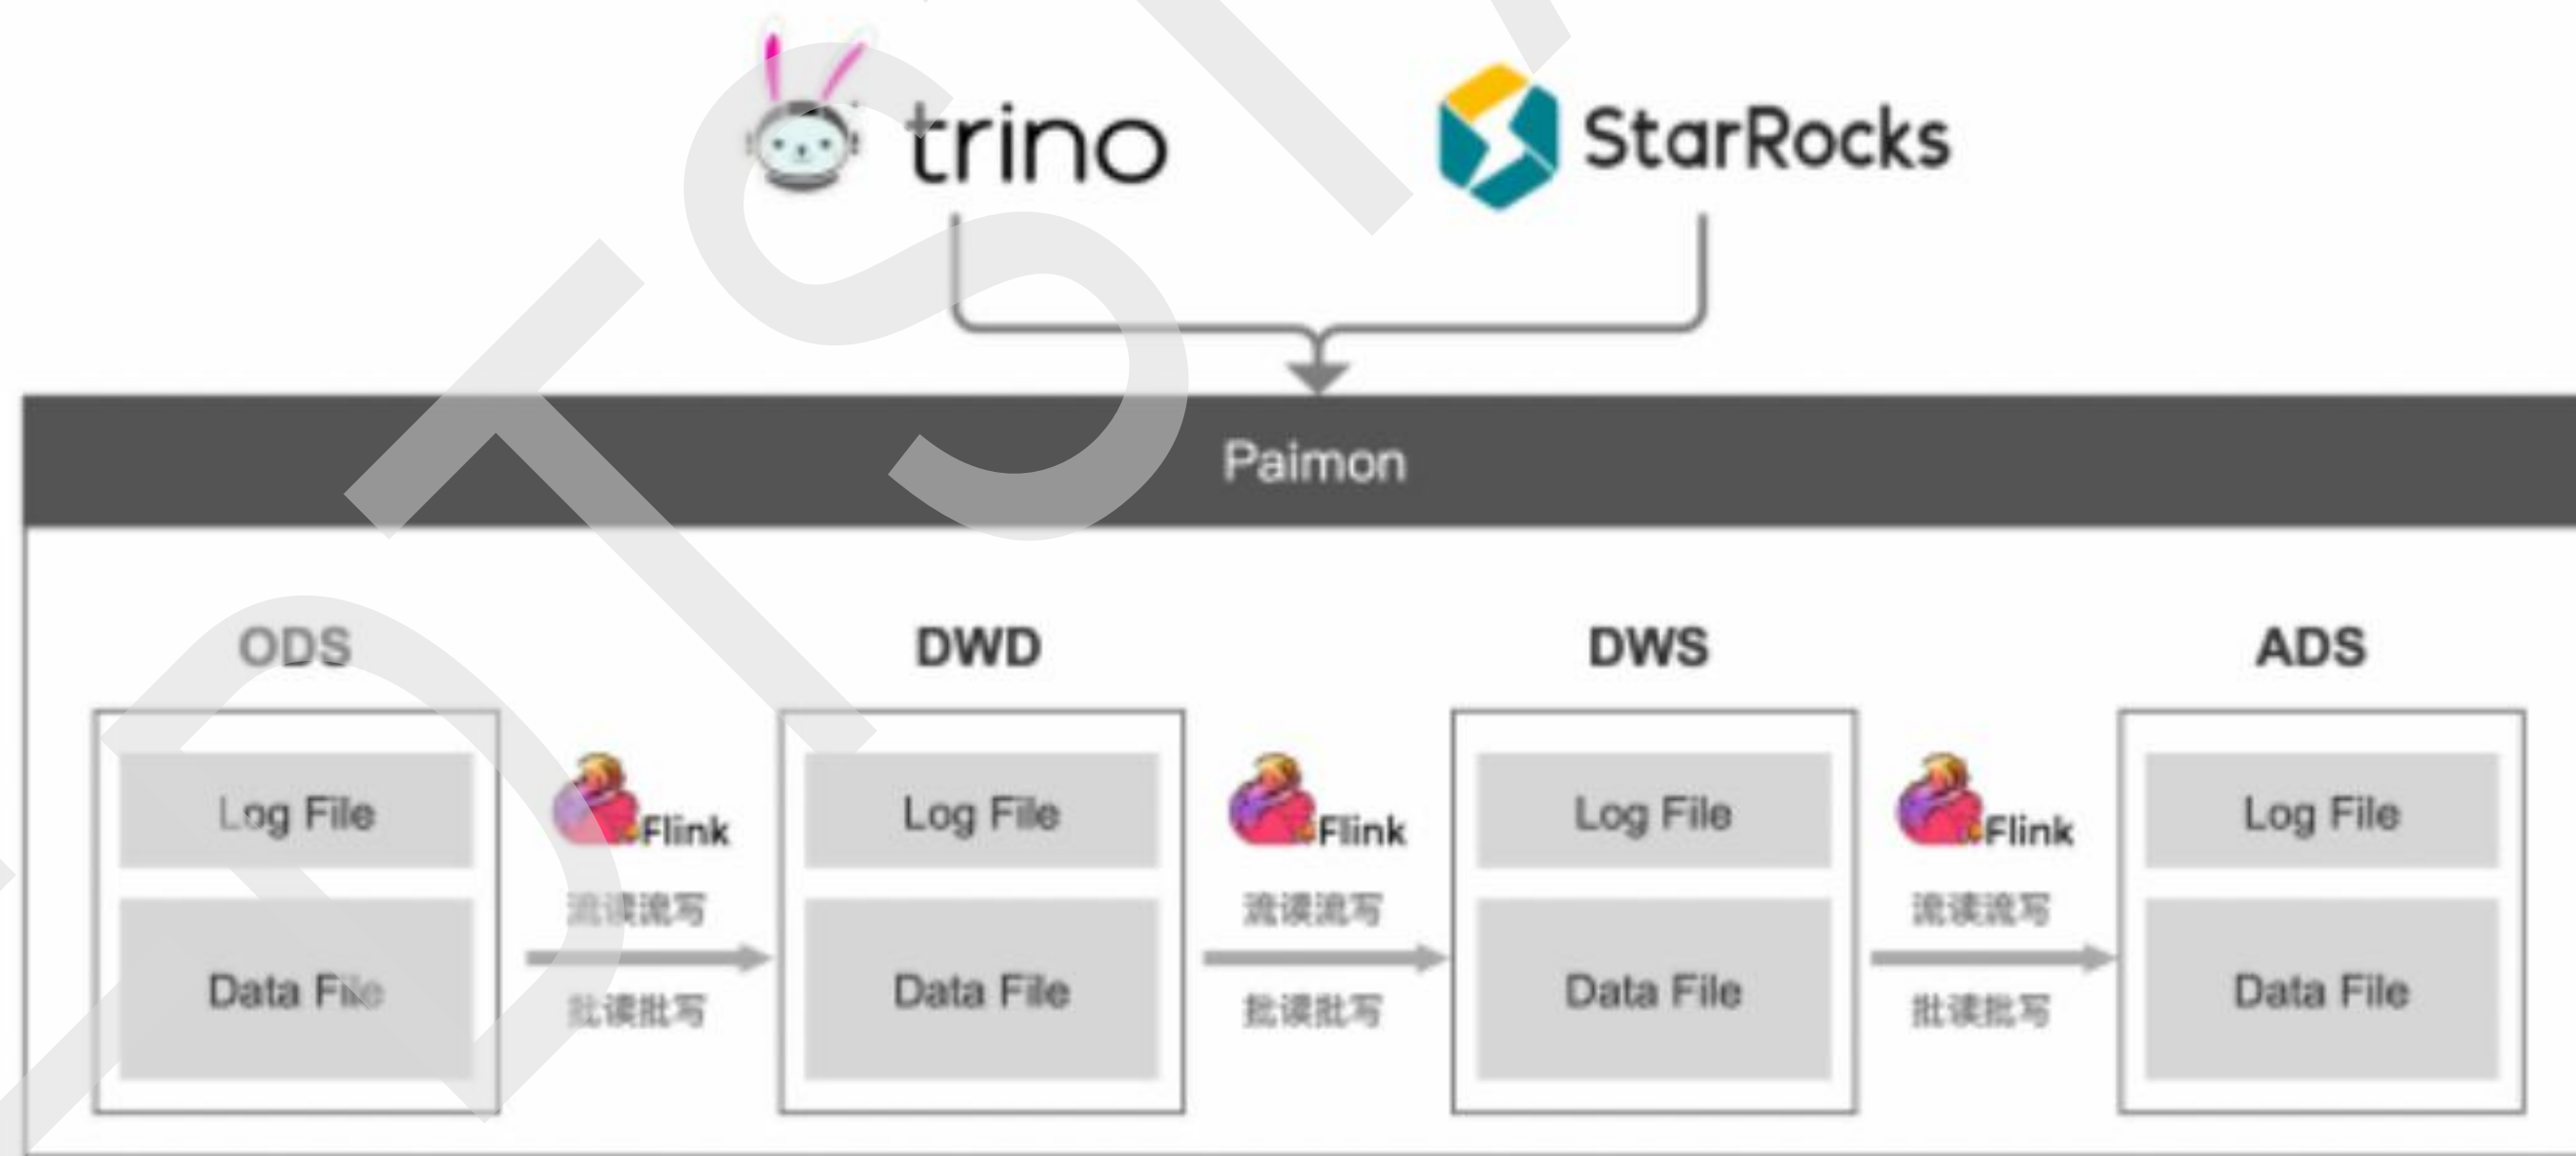 trino
StarRocks
Paimon
ODS
DWD
DWS
ADS
Log File
Data File
Flink
流读流写
批读批写
Log File
Data File
Flink
流读流写
批读批写
Log File
Data File
Flink
流读流写
批读批写
Log File
Data File